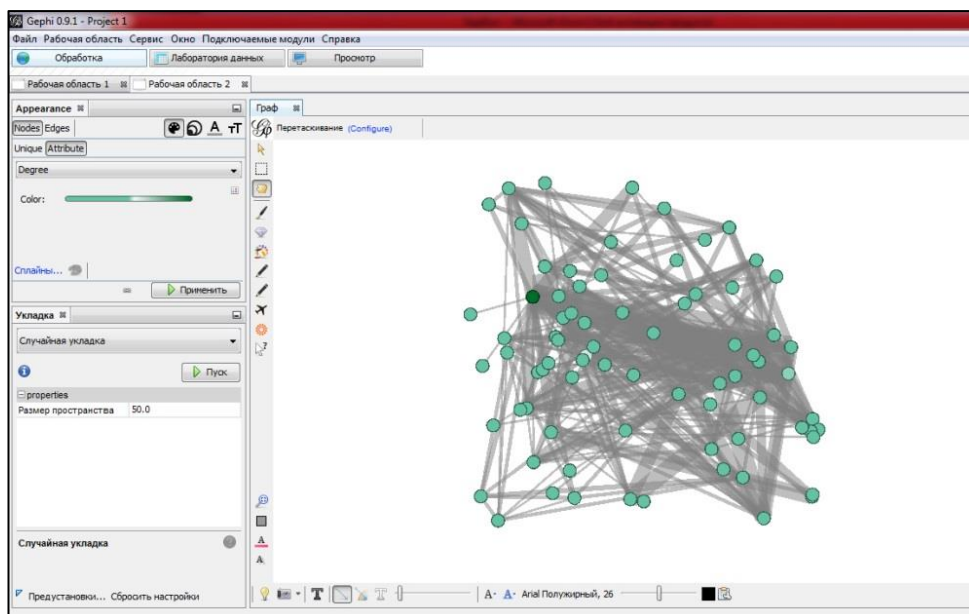 Gephi 0.9.1 - Project 1
Файл Рабочая область Сервис Окно Подключаемые модули Справка
Обработка Лаборатория данных Просмотр
Рабочая область 1 Рабочая область 2
Appearance
Nodes Edges
Unique Attribute
Degree
Color:
Сплайны...
Применить
Укладка
Случайная укладка
Пуск
properties
Размер пространства 50.0
Случайная укладка
Предустановки... Сбросить настройки
Граф
Перетаскивание (Configure)
Arial Полужирный, 26